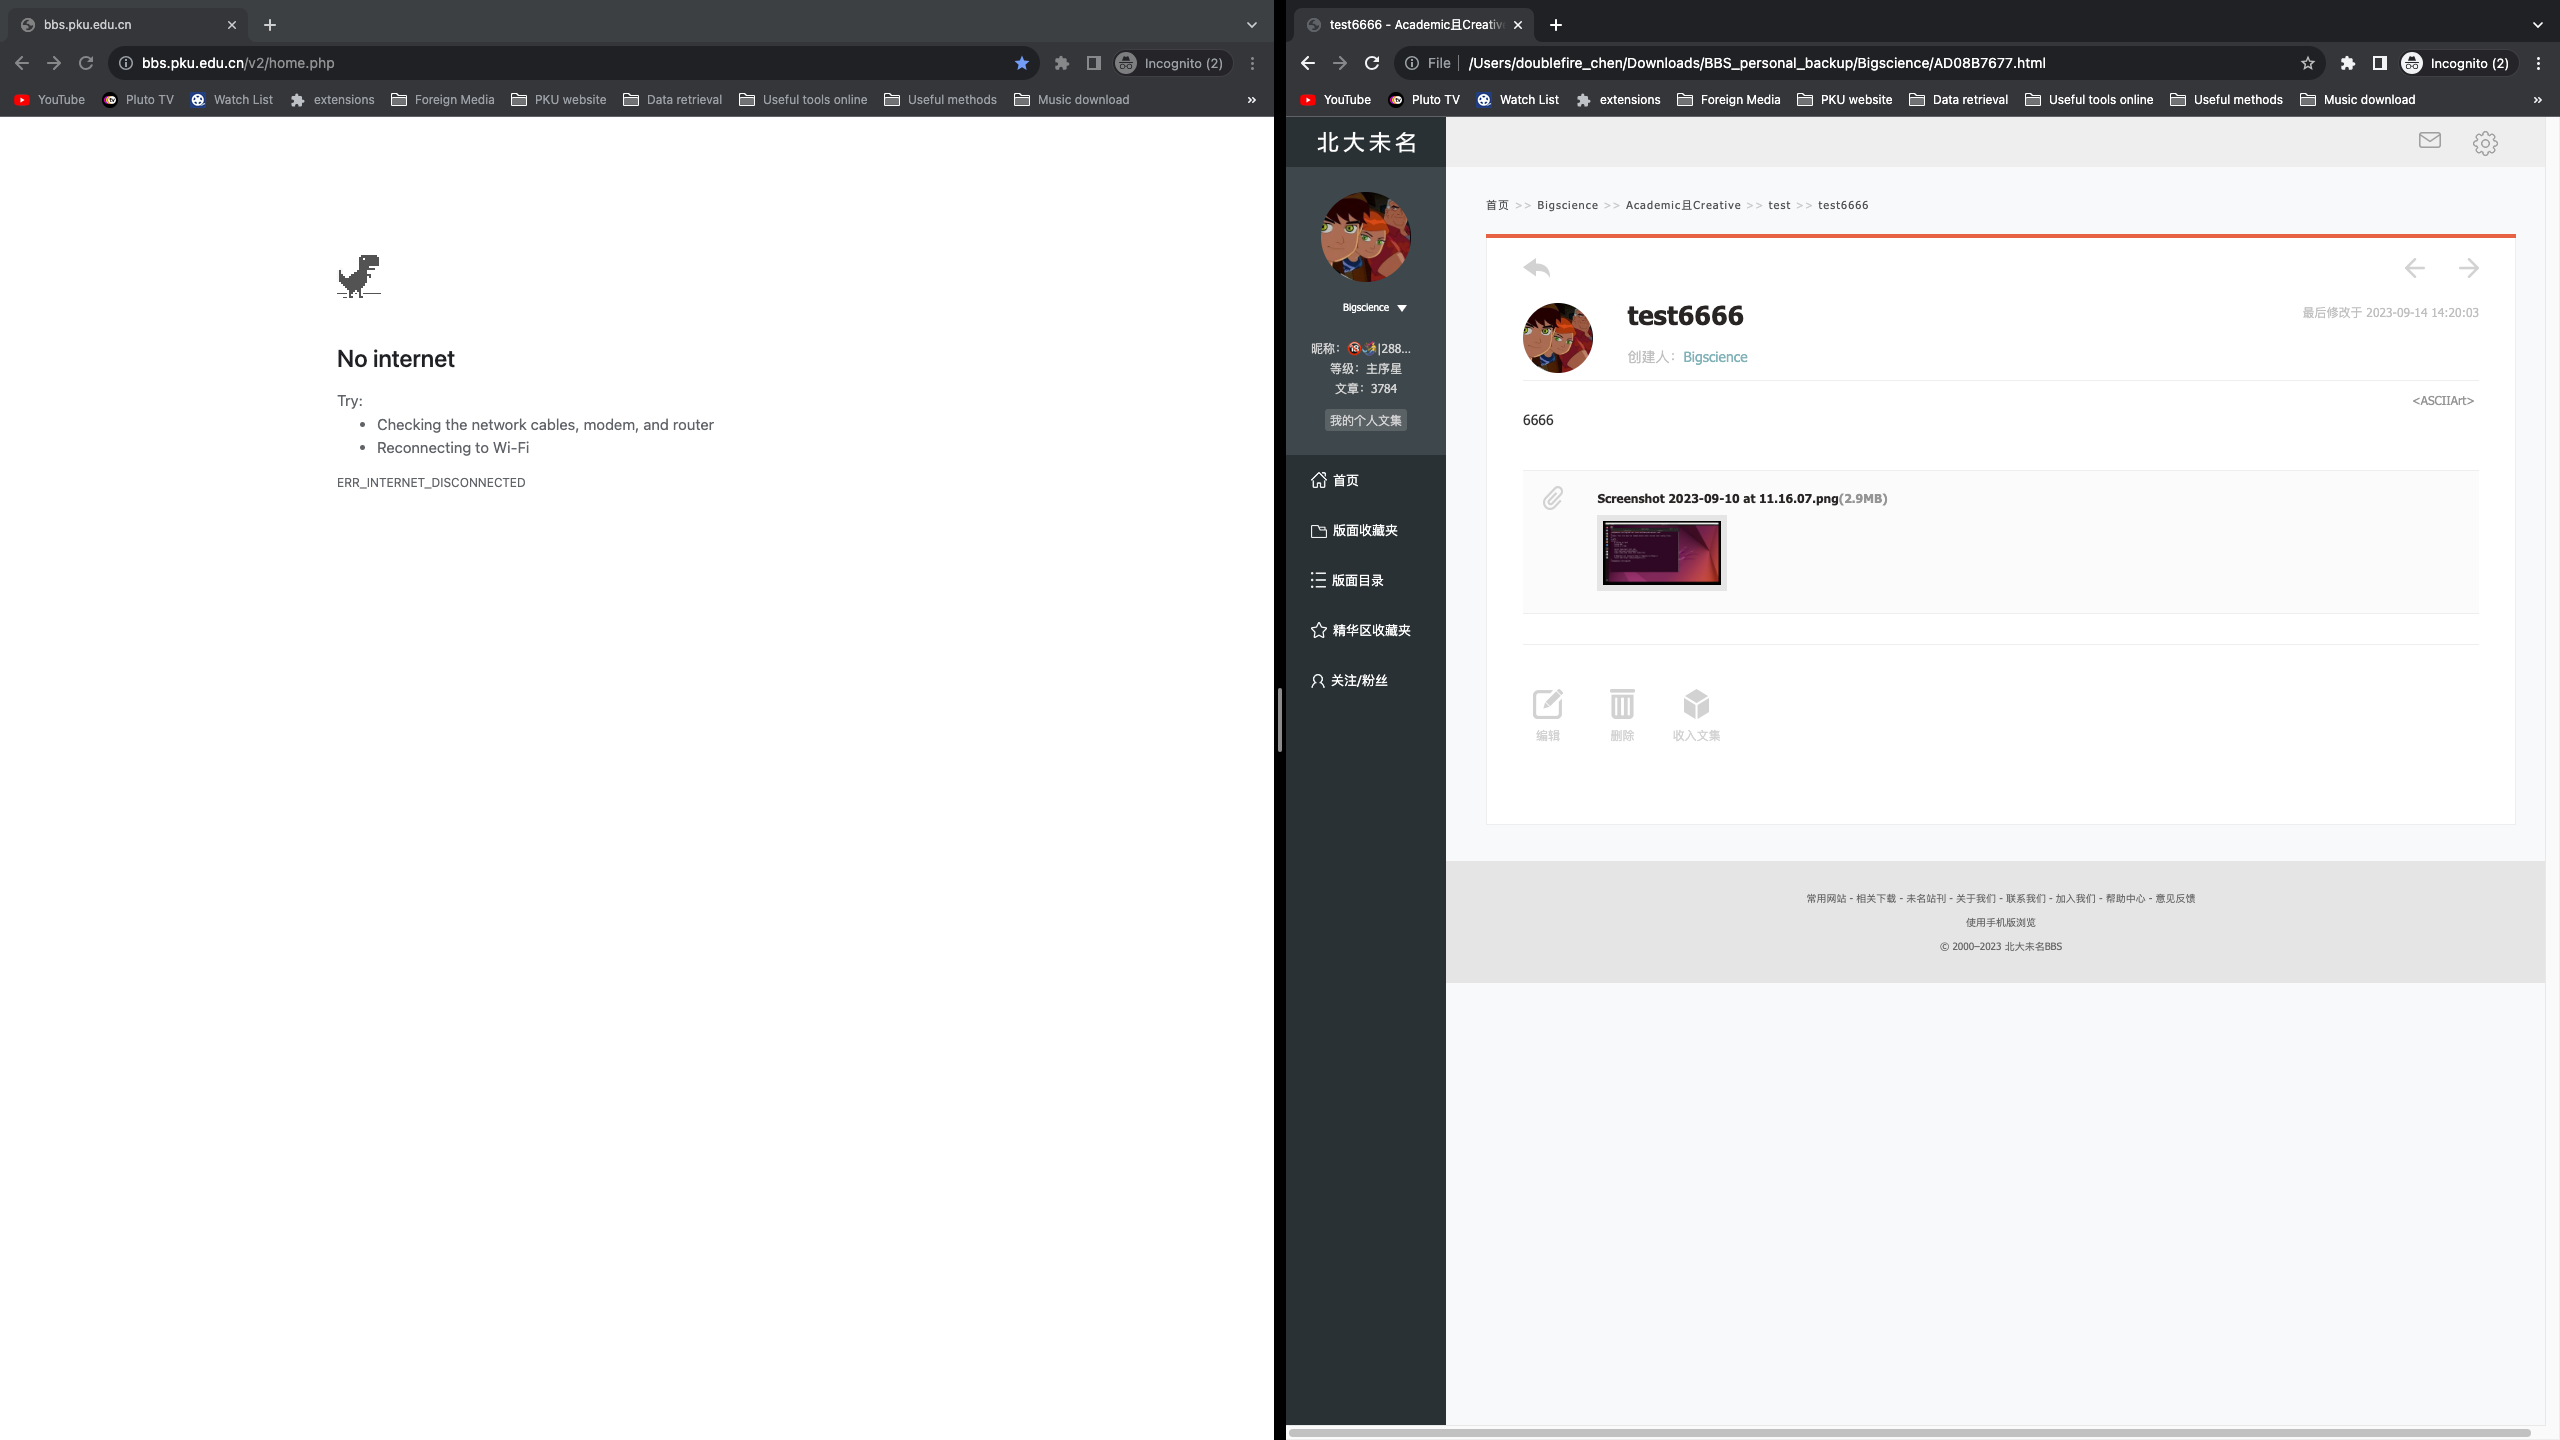 bbs.pku.edu.cn
bbs.pku.edu.cn/v2/home.php
Incognito (2)
YouTube
Pluto TV
Watch List
extensions
Foreign Media
PKU website
Data retrieval
Useful tools online
Useful methods
Music download
»
No internet
Try:
• Checking the network cables, modem, and router
• Reconnecting to Wi-Fi
ERR_INTERNET_DISCONNECTED
test6666 - Academic且Creativ
File | /Users/doublefire_chen/Downloads/BBS_personal_backup/Bigscience/AD08B7677.html
Incognito (2)
YouTube
Pluto TV
Watch List
extensions
Foreign Media
PKU website
Data retrieval
Useful tools online
Useful methods
Music download
»
北大未名
Bigscience
昵称：🔞|288...
等级：主序星
文章：3784
我的个人文集
首页
版面收藏夹
版面目录
精华区收藏夹
关注/粉丝
首页 >> Bigscience >> Academic且Creative >> test >> test6666
test6666
最后修改于 2023-09-14 14:20:03
创建人：Bigscience
<ASCIIArt>
6666
Screenshot 2023-09-10 at 11.16.07.png(2.9MB)
编辑
删除
收入文集
常用网站 - 相关下载 - 未名站刊 - 关于我们 - 联系我们 - 加入我们 - 帮助中心 - 意见反馈
使用手机版浏览
© 2000–2023 北大未名BBS